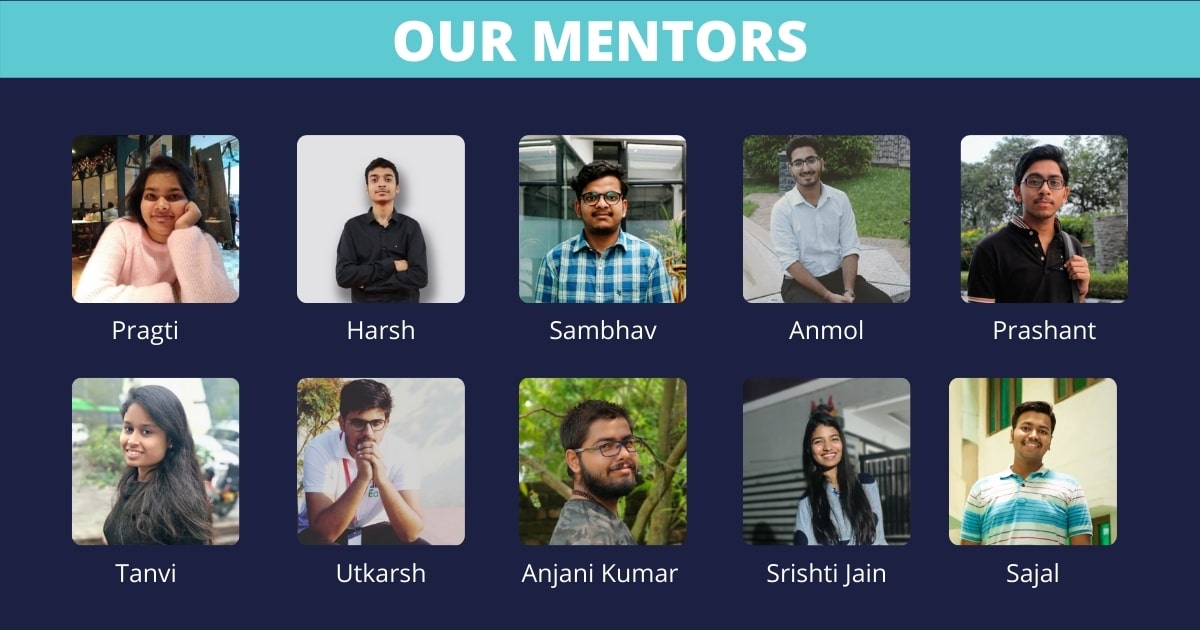 OUR MENTORS
Pragti
Harsh
Sambhav
Anmol
Prashant
Tanvi
Utkarsh
Anjani Kumar
Srishti Jain
Sajal